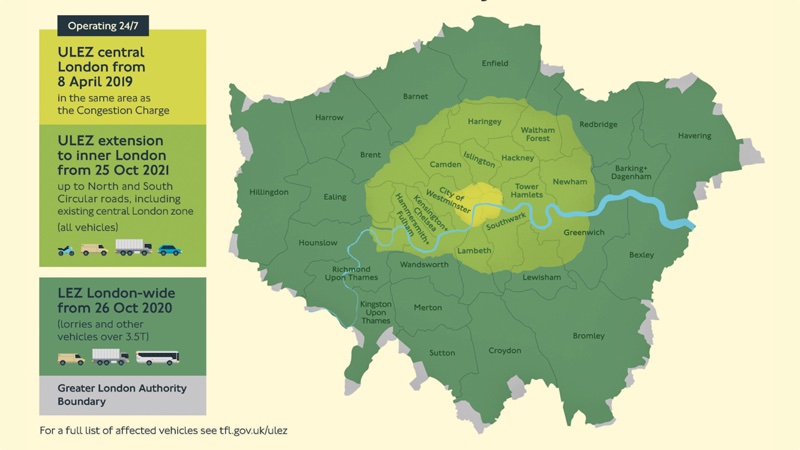 Operating 24/7
ULEZ central
London from
8 April 2019
in the same area as
the Congestion Charge
ULEZ extension
to inner London
from 25 Oct 2021
up to North and South
Circular roads, including
existing central London zone
(all vehicles)
LEZ London-wide
from 26 Oct 2020
(lorries and other
vehicles over 3.5T)
Greater London Authority
Boundary
For a full list of affected vehicles see tfl.gov.uk/ulez
Enfield
Barnet
Harrow
Haringey
Waltham
Forest
Redbridge
Havering
Brent
Camden
Islington
Hackney
Barking+
Dagenham
Hillingdon
Ealing
Hammersmith+
Fulham
Kensington+
Chelsea
City of
Westminster
Tower
Hamlets
Newham
Hounslow
Southwark
Greenwich
Lambeth
Bexley
Richmond
Upon Thames
Wandsworth
Lewisham
Kingston
Upon
Thames
Merton
Sutton
Croydon
Bromley